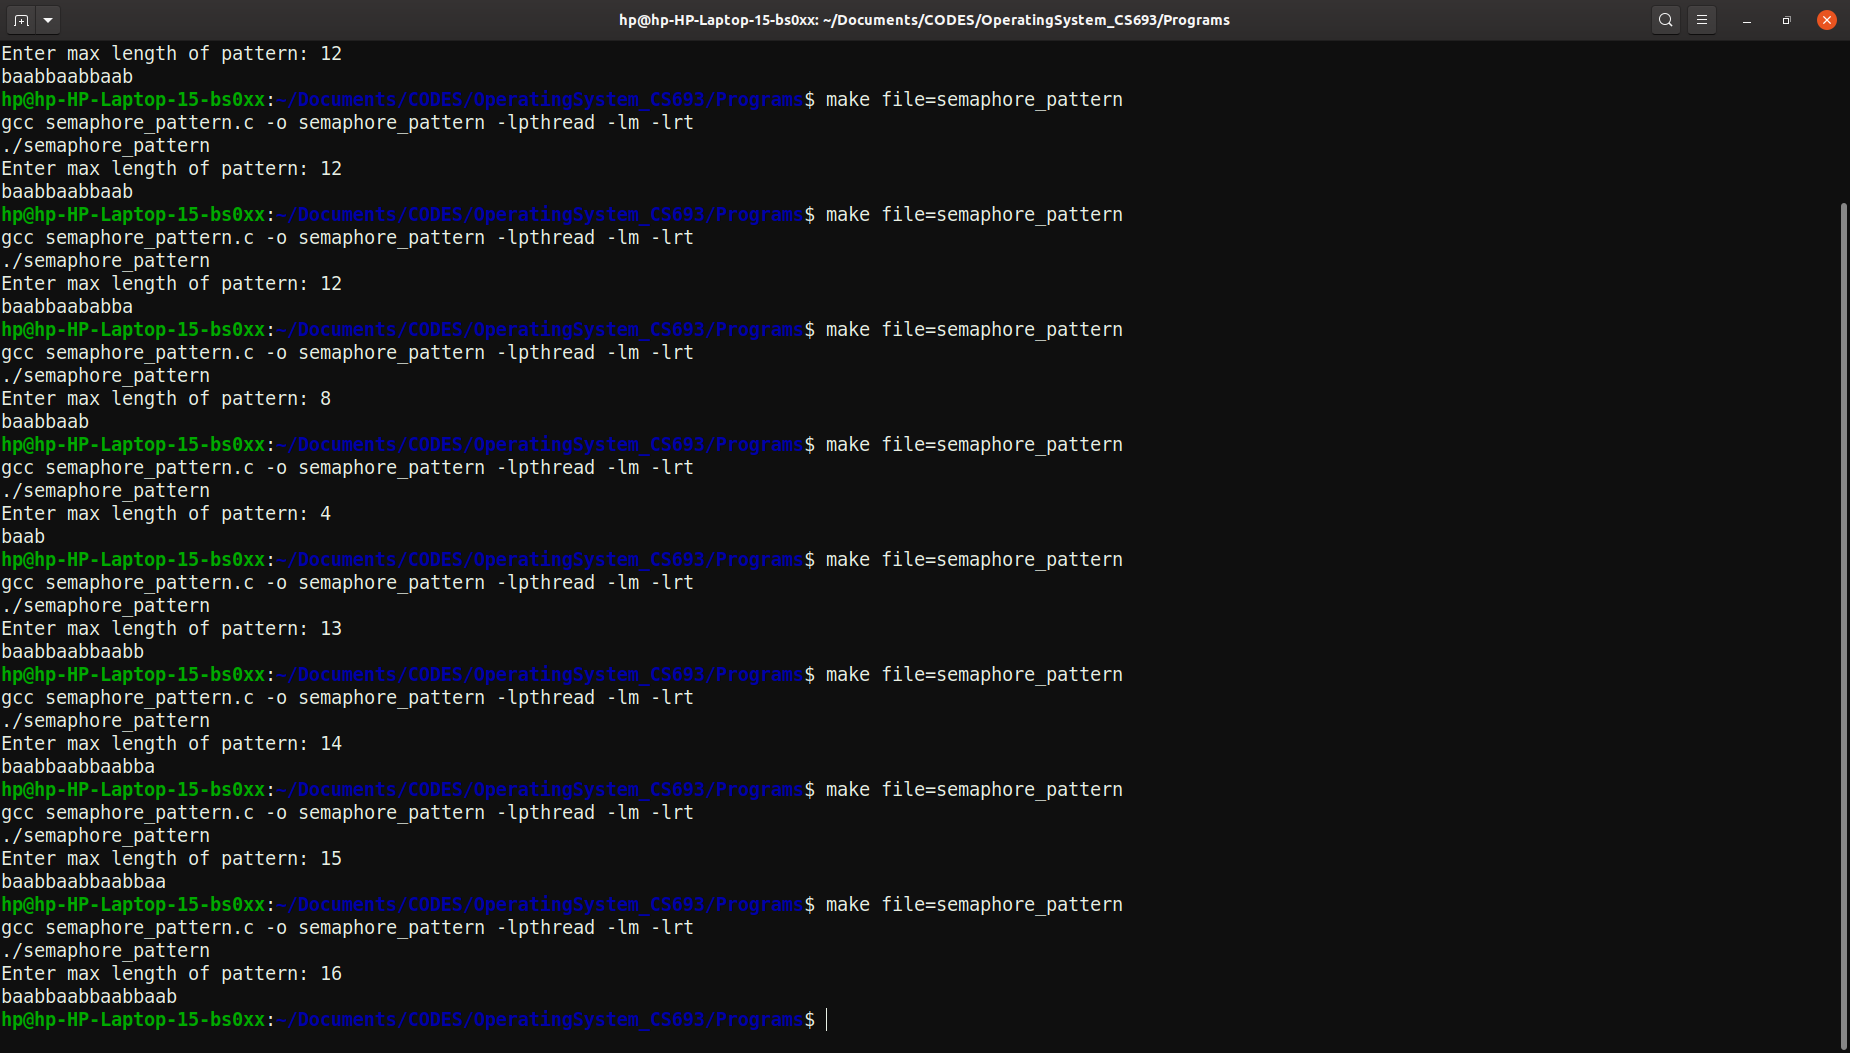 hp@hp-HP-Laptop-15-bs0xx: ~/Documents/CODES/OperatingSystem_CS693/Programs
Enter max length of pattern: 12
baabbaabbaab
hp@hp-HP-Laptop-15-bs0xx:~/Documents/CODES/OperatingSystem_CS693/Programs$ make file=semaphore_pattern
gcc semaphore_pattern.c -o semaphore_pattern -lpthread -lm -lrt
./semaphore_pattern
Enter max length of pattern: 12
baabbaabbaab
hp@hp-HP-Laptop-15-bs0xx:~/Documents/CODES/OperatingSystem_CS693/Programs$ make file=semaphore_pattern
gcc semaphore_pattern.c -o semaphore_pattern -lpthread -lm -lrt
./semaphore_pattern
Enter max length of pattern: 12
baabbaababba
hp@hp-HP-Laptop-15-bs0xx:~/Documents/CODES/OperatingSystem_CS693/Programs$ make file=semaphore_pattern
gcc semaphore_pattern.c -o semaphore_pattern -lpthread -lm -lrt
./semaphore_pattern
Enter max length of pattern: 8
baabbaab
hp@hp-HP-Laptop-15-bs0xx:~/Documents/CODES/OperatingSystem_CS693/Programs$ make file=semaphore_pattern
gcc semaphore_pattern.c -o semaphore_pattern -lpthread -lm -lrt
./semaphore_pattern
Enter max length of pattern: 4
baab
hp@hp-HP-Laptop-15-bs0xx:~/Documents/CODES/OperatingSystem_CS693/Programs$ make file=semaphore_pattern
gcc semaphore_pattern.c -o semaphore_pattern -lpthread -lm -lrt
./semaphore_pattern
Enter max length of pattern: 13
baabbaabbaabb
hp@hp-HP-Laptop-15-bs0xx:~/Documents/CODES/OperatingSystem_CS693/Programs$ make file=semaphore_pattern
gcc semaphore_pattern.c -o semaphore_pattern -lpthread -lm -lrt
./semaphore_pattern
Enter max length of pattern: 14
baabbaabbaabba
hp@hp-HP-Laptop-15-bs0xx:~/Documents/CODES/OperatingSystem_CS693/Programs$ make file=semaphore_pattern
gcc semaphore_pattern.c -o semaphore_pattern -lpthread -lm -lrt
./semaphore_pattern
Enter max length of pattern: 15
baabbaabbaabbaa
hp@hp-HP-Laptop-15-bs0xx:~/Documents/CODES/OperatingSystem_CS693/Programs$ make file=semaphore_pattern
gcc semaphore_pattern.c -o semaphore_pattern -lpthread -lm -lrt
./semaphore_pattern
Enter max length of pattern: 16
baabbaabbaabbaab
hp@hp-HP-Laptop-15-bs0xx:~/Documents/CODES/OperatingSystem_CS693/Programs$